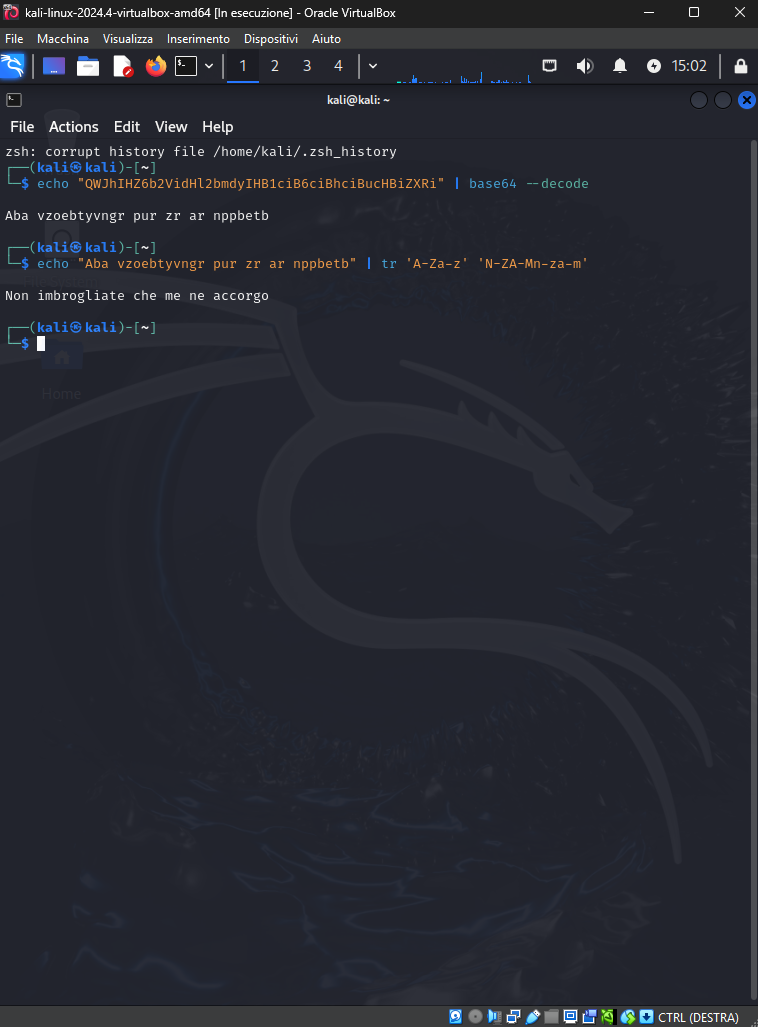 kali-linux-2024.4-virtualbox-amd64 [In esecuzione] - Oracle VirtualBox
File Macchina Visualizza Inserimento Dispositivi Aiuto
1 2 3 4 15:02
kali@kali: ~
File Actions Edit View Help
zsh: corrupt history file /home/kali/.zsh_history
┌──(kali㉿kali)-[~]
└─$ echo "QWJhIHZ6b2VidHl2bmdyIHB1ciB6ciBhciBucHBiZXRi" | base64 --decode
Aba vzoebtyvngr pur zr ar nppbetb
┌──(kali㉿kali)-[~]
└─$ echo "Aba vzoebtyvngr pur zr ar nppbetb" | tr 'A-Za-z' 'N-ZA-Mn-za-m'
Non imbrogliate che me ne accorgo
┌──(kali㉿kali)-[~]
└─$
Home
CTRL (DESTRA)